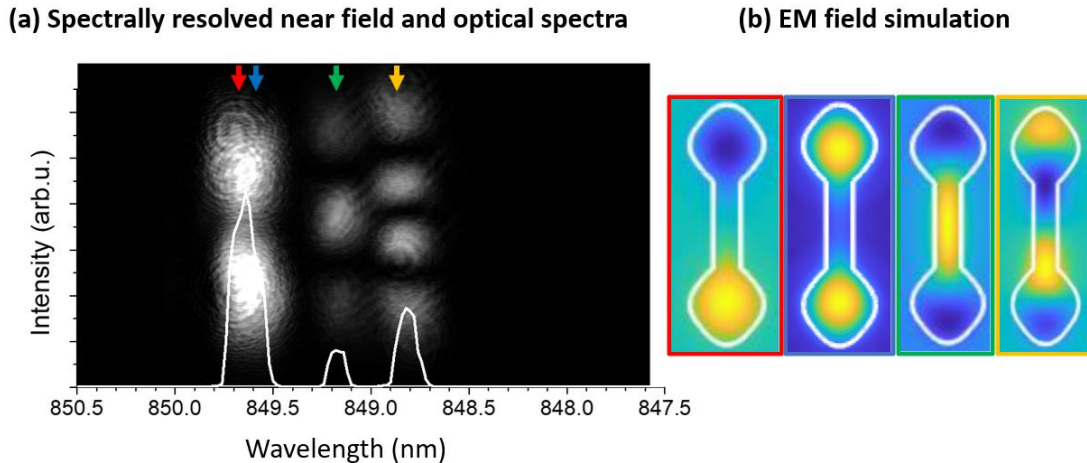 (a) Spectrally resolved near field and optical spectra
(b) EM field simulation
Intensity (arb.u.)
850.5 850.0 849.5 849.0 848.5 848.0 847.5
Wavelength (nm)